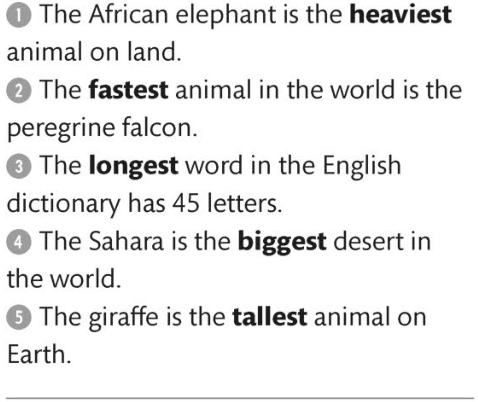 1 The African elephant is the heaviest
animal on land.
2 The fastest animal in the world is the
peregrine falcon.
3 The longest word in the English
dictionary has 45 letters.
4 The Sahara is the biggest desert in
the world.
5 The giraffe is the tallest animal on
Earth.